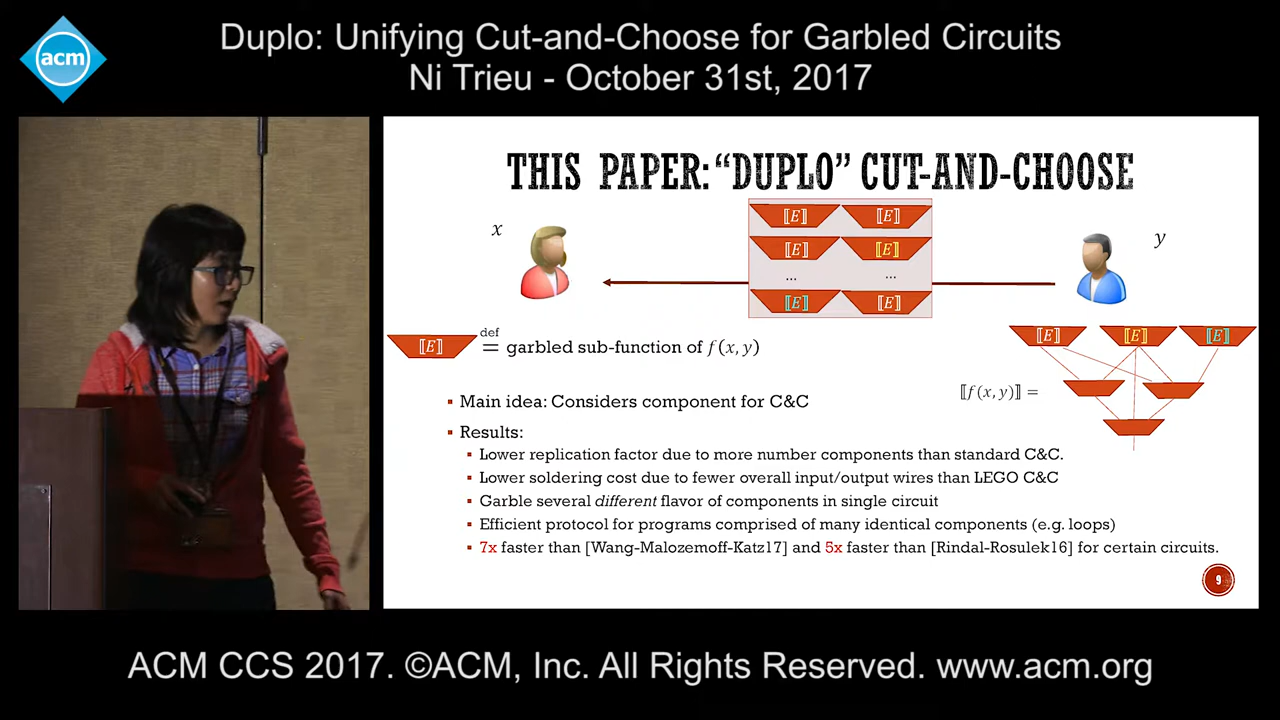 acm
Duplo: Unifying Cut-and-Choose for Garbled Circuits
Ni Trieu - October 31st, 2017
THIS PAPER: “DUPLO” CUT-AND-CHOOSE
x
⟦E⟧ ⟦E⟧
⟦E⟧ ⟦E⟧
... ...
⟦E⟧ ⟦E⟧
y
⟦E⟧ ⟦E⟧ ⟦E⟧
⟦E⟧ def = garbled sub-function of f(x, y)
⟦f(x, y)⟧ =
▪ Main idea: Considers component for C&C
▪ Results:
▪ Lower replication factor due to more number components than standard C&C.
▪ Lower soldering cost due to fewer overall input/output wires than LEGO C&C
▪ Garble several different flavor of components in single circuit
▪ Efficient protocol for programs comprised of many identical components (e.g. loops)
▪ 7x faster than [Wang-Malozemoff-Katz17] and 5x faster than [Rindal-Rosulek16] for certain circuits.
9
ACM CCS 2017. ©ACM, Inc. All Rights Reserved. www.acm.org